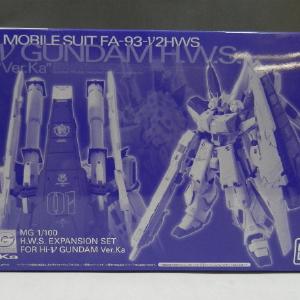 MOBILE SUIT FA-93-ν2HWS
ν GUNDAM H.W.S
Ver.Ka"
01
MG 1/100
H.W.S. EXPANSION SET
FOR Hi-ν GUNDAM Ver.Ka
.Ka